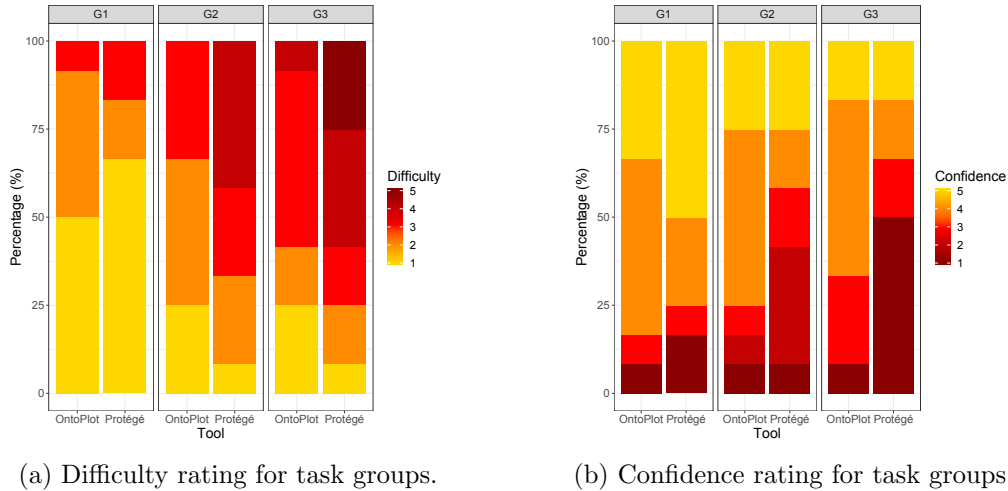 G1 G2 G3
100
75
50
25
0
Percentage (%)
OntoPlot Protégé OntoPlot Protégé OntoPlot Protégé
Tool
Difficulty
5
4
3
2
1
(a) Difficulty rating for task groups.
G1 G2 G3
100
75
50
25
0
Percentage (%)
OntoPlot Protégé OntoPlot Protégé OntoPlot Protégé
Tool
Confidence
5
4
3
2
1
(b) Confidence rating for task groups